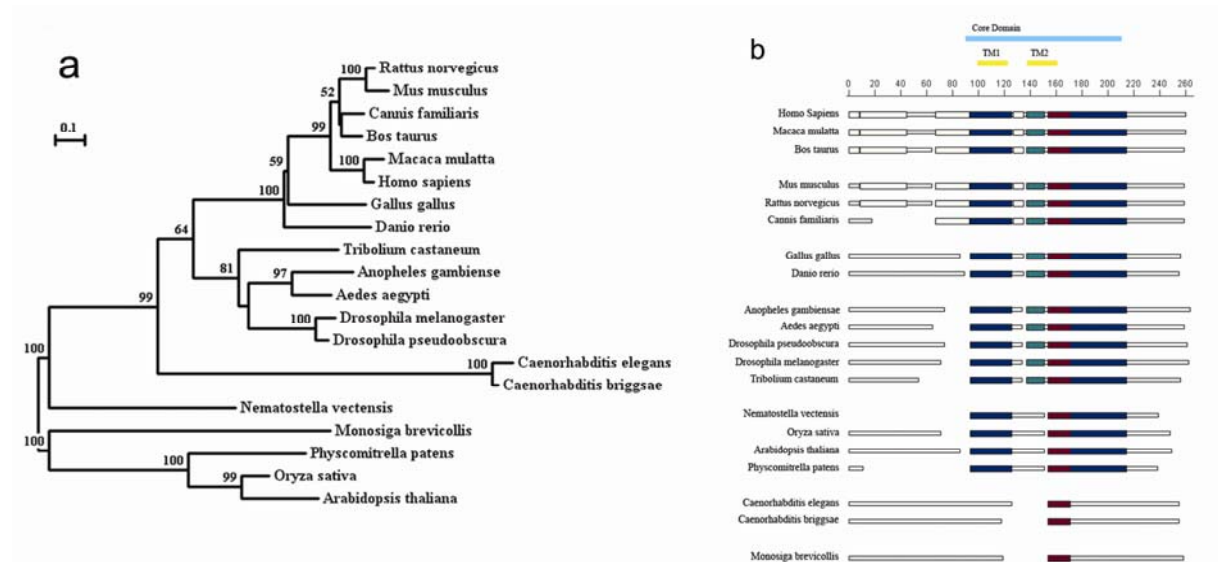 a
0.1
100
Rattus norvegicus
52
Mus musculus
Cannis familiaris
99
Bos taurus
59
100
Macaca mulatta
Homo sapiens
100
Gallus gallus
64
Danio rerio
81
Tribolium castaneum
97
Anopheles gambiense
99
Aedes aegypti
100
Drosophila melanogaster
100
Drosophila pseudoobscura
100
Caenorhabditis elegans
Caenorhabditis briggsae
Nematostella vectensis
100
Monosiga brevicollis
100
Physcomitrella patens
99
Oryza sativa
Arabidopsis thaliana
b
Core Domain
TM1 TM2
0 20 40 60 80 100 120 140 160 180 200 220 240 260
Homo Sapiens
Macaca mulatta
Bos taurus
Mus musculus
Rattus norvegicus
Cannis familiaris
Gallus gallus
Danio rerio
Anopheles gambiensae
Aedes aegypti
Drosophila pseudoobscura
Drosophila melanogaster
Tribolium castaneum
Nematostella vectensis
Oryza sativa
Arabidopsis thaliana
Physcomitrella patens
Caenorhabditis elegans
Caenorhabditis briggsae
Monosiga brevicollis